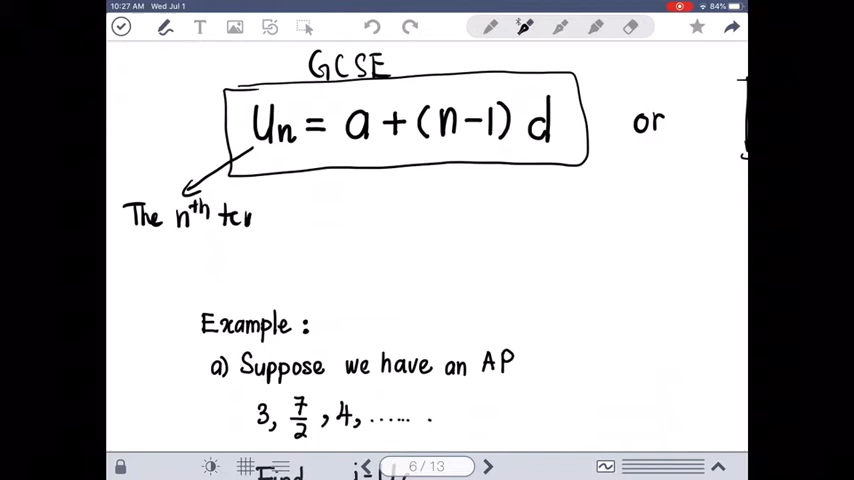 10:27 AM Wed Jul 1
84%
T
GCSE
Un = a + (n-1) d or
The nth ter
Example :
a) Suppose we have an AP
3, 7/2 , 4, ...... .
6 / 13
Find